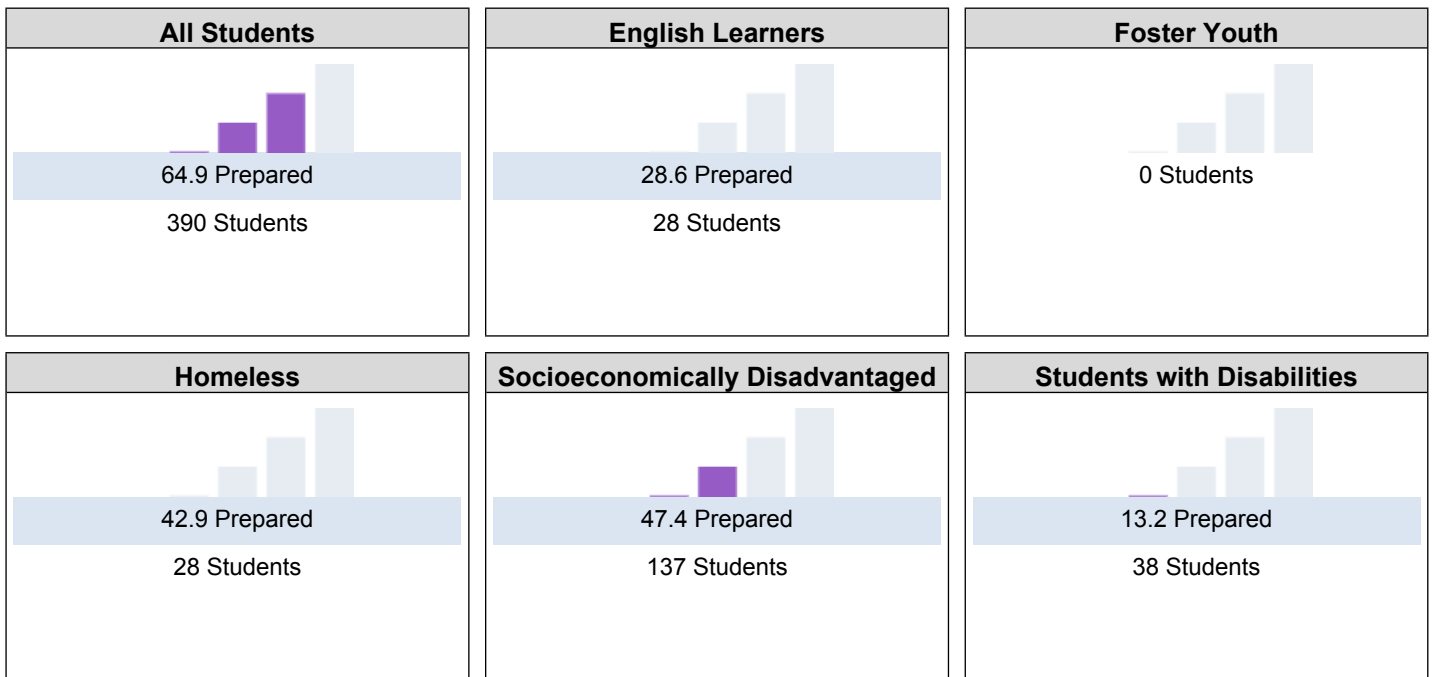 All Students
64.9 Prepared
390 Students
English Learners
28.6 Prepared
28 Students
Foster Youth
0 Students
Homeless
42.9 Prepared
28 Students
Socioeconomically Disadvantaged
47.4 Prepared
137 Students
Students with Disabilities
13.2 Prepared
38 Students